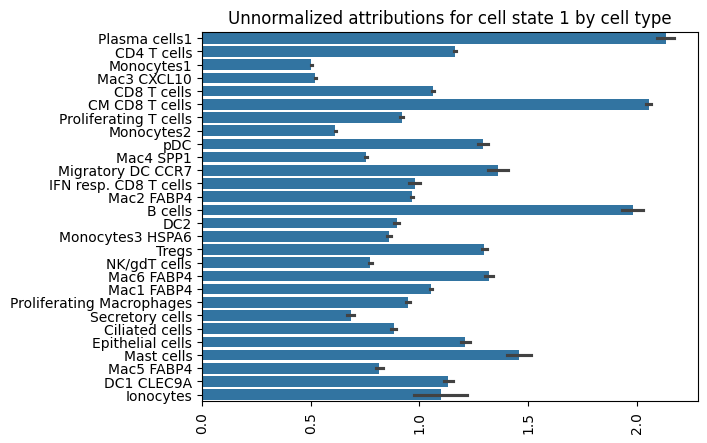 Unnormalized attributions for cell state 1 by cell type
Plasma cells1
CD4 T cells
Monocytes1
Mac3 CXCL10
CD8 T cells
CM CD8 T cells
Proliferating T cells
Monocytes2
pDC
Mac4 SPP1
Migratory DC CCR7
IFN resp. CD8 T cells
Mac2 FABP4
B cells
DC2
Monocytes3 HSPA6
Tregs
NK/gdT cells
Mac6 FABP4
Mac1 FABP4
Proliferating Macrophages
Secretory cells
Ciliated cells
Epithelial cells
Mast cells
Mac5 FABP4
DC1 CLEC9A
Ionocytes
0.0
0.5
1.0
1.5
2.0